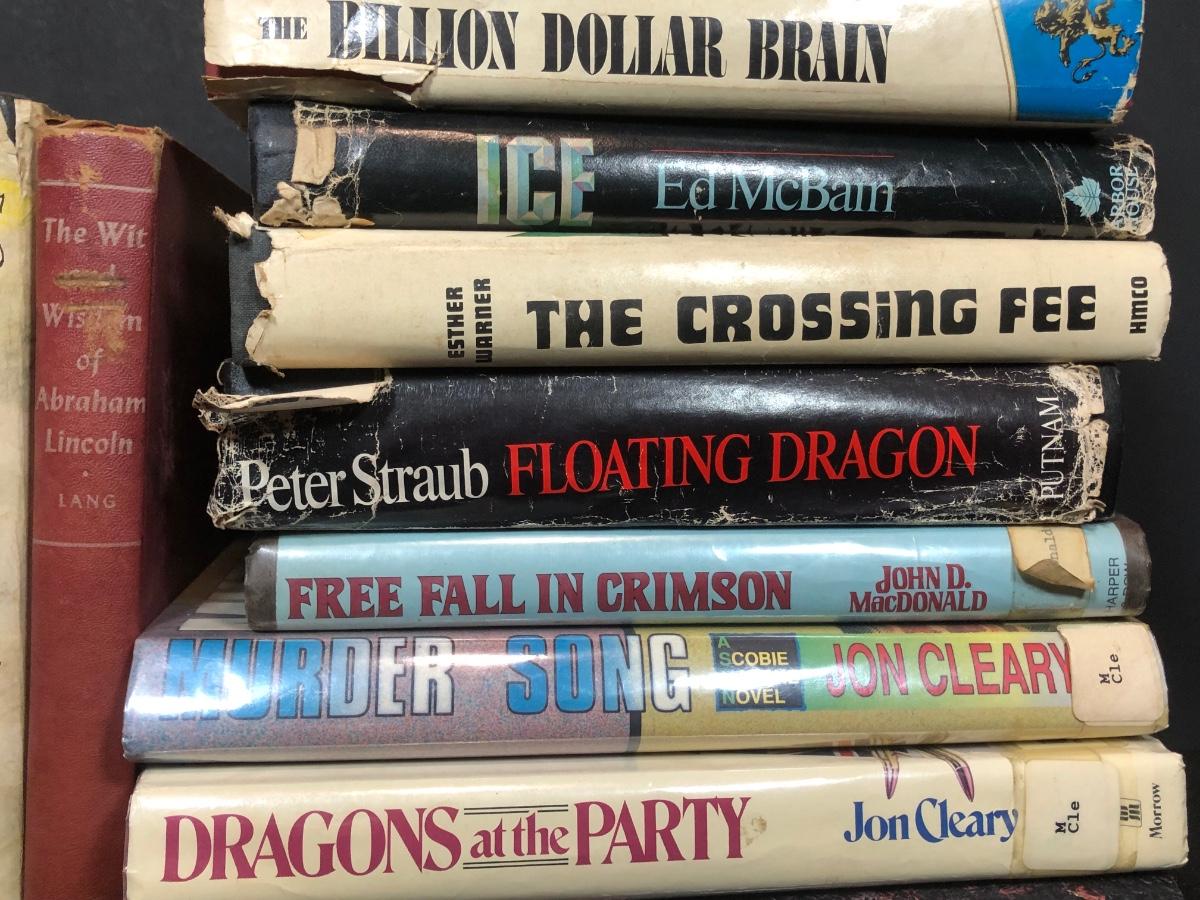 THE BILLION DOLLAR BRAIN
ICE Ed McBain ARBOR HOUSE
ESTHER WARNER THE CROSSiNG FEE HMCO
Peter Straub FLOATING DRAGON PUTNAM
FREE FALL IN CRIMSON JOHN D. MACDONALD HARPER
MURDER SONG A SCOBIE NOVEL JON CLEARY M Cle
DRAGONS at the PARTY Jon Cleary M Cle Morrow
The Wit
and
Wisdom
of
Abraham
Lincoln
LANG